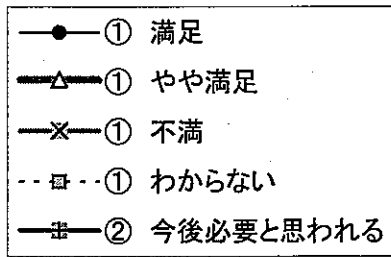 ① 満足
① やや満足
① 不満
① わからない
② 今後必要と思われる